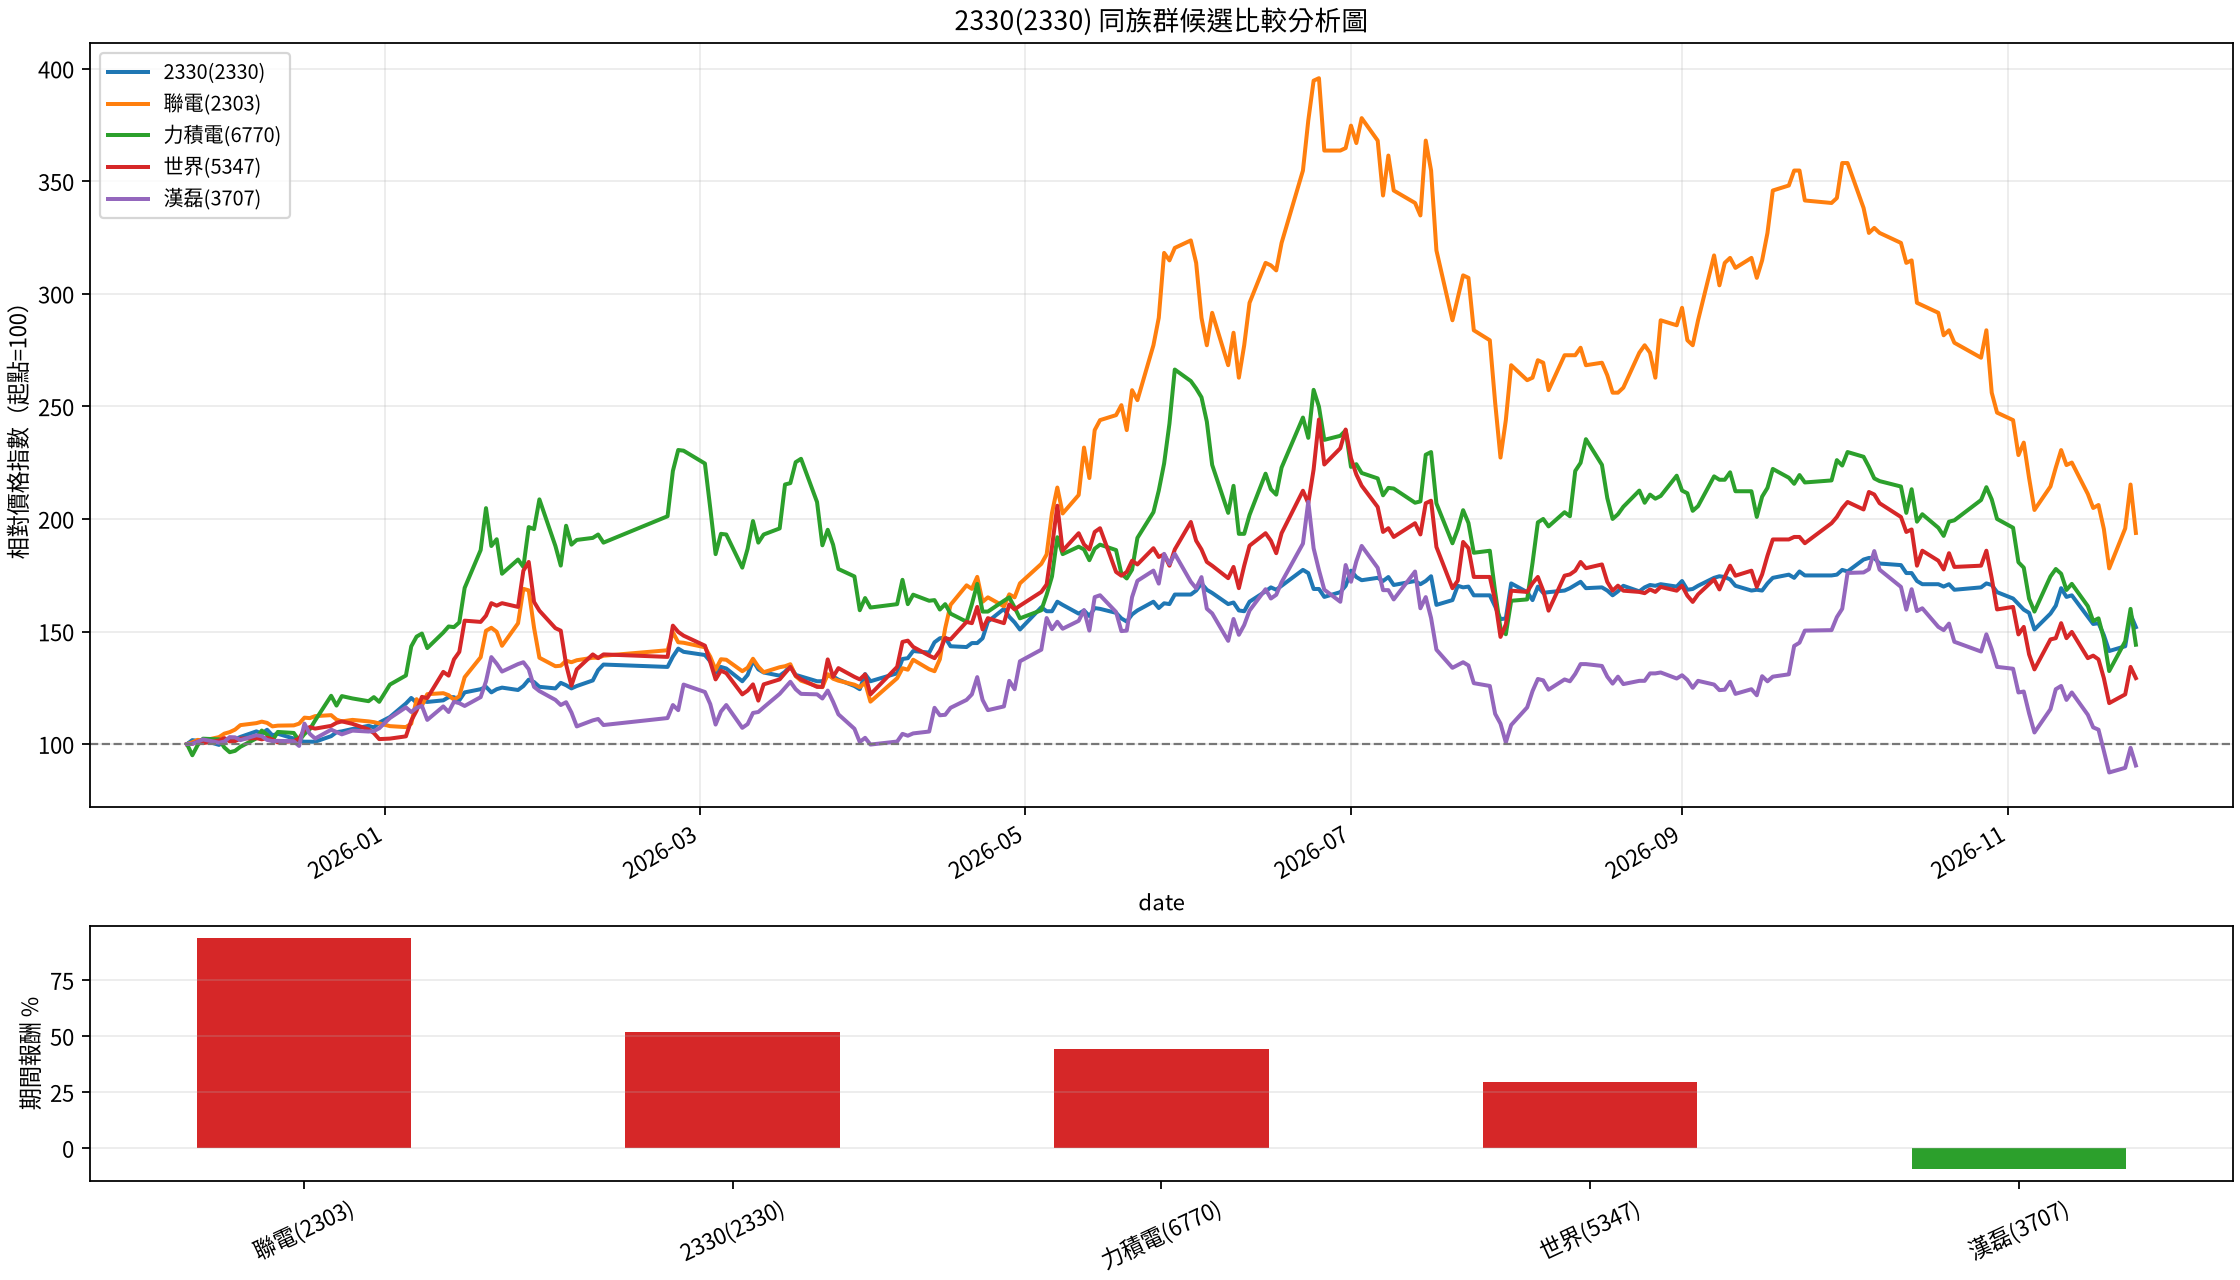 2330(2330) 同族群候選比較分析圖
2330(2330)
聯電(2303)
力積電(6770)
世界(5347)
漢磊(3707)
相對價格指數（起點=100）
400
350
300
250
200
150
100
2026-01
2026-03
2026-05
2026-07
2026-09
2026-11
date
期間報酬 %
75
50
25
0
聯電(2303)
2330(2330)
力積電(6770)
世界(5347)
漢磊(3707)